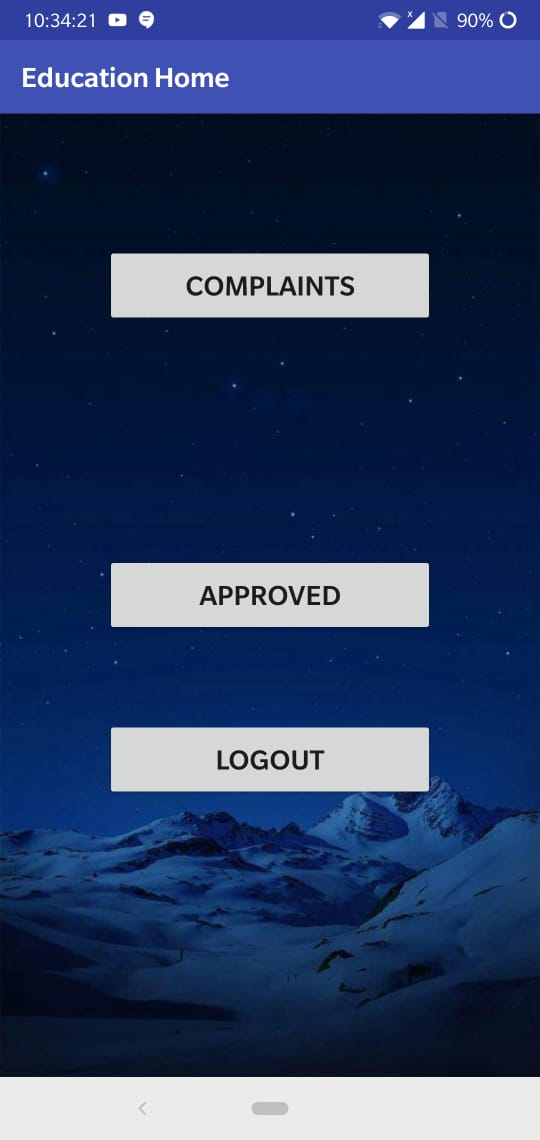 10:34:21 90%
Education Home
COMPLAINTS
APPROVED
LOGOUT